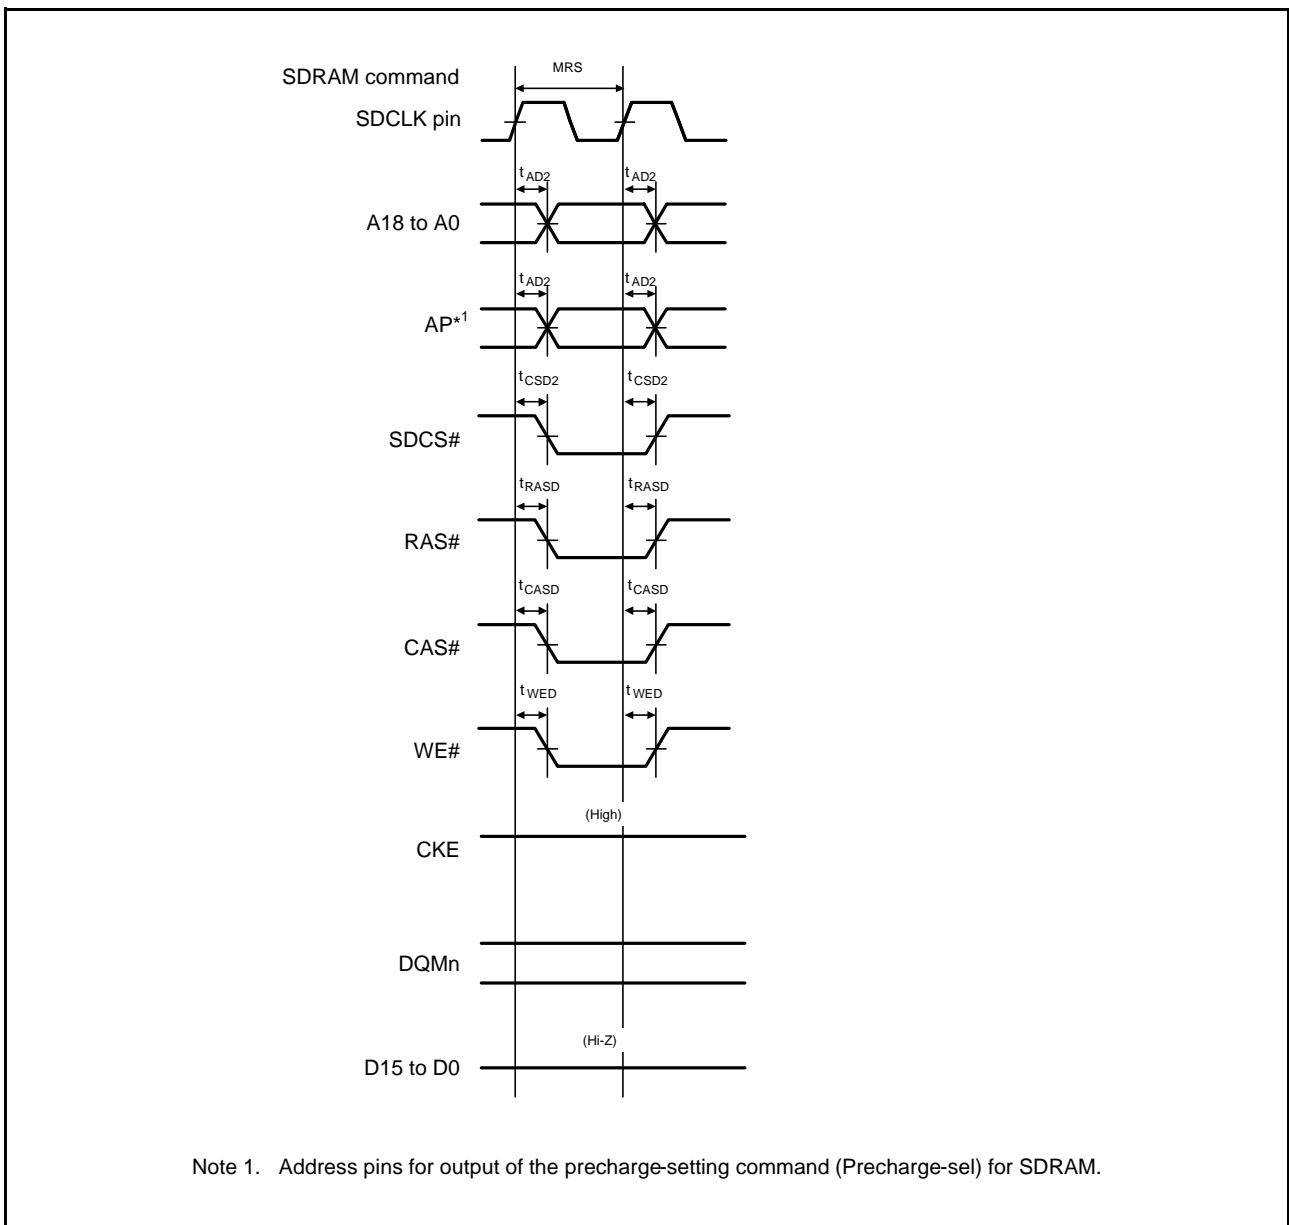 MRS
SDRAM command
SDCLK pin
tAD2 tAD2
A18 to A0
tAD2 tAD2
AP*1
tCSD2 tCSD2
SDCS#
tRASD tRASD
RAS#
tCASD tCASD
CAS#
tWED tWED
WE#
(High)
CKE
DQMn
(Hi-Z)
D15 to D0
Note 1. Address pins for output of the precharge-setting command (Precharge-sel) for SDRAM.